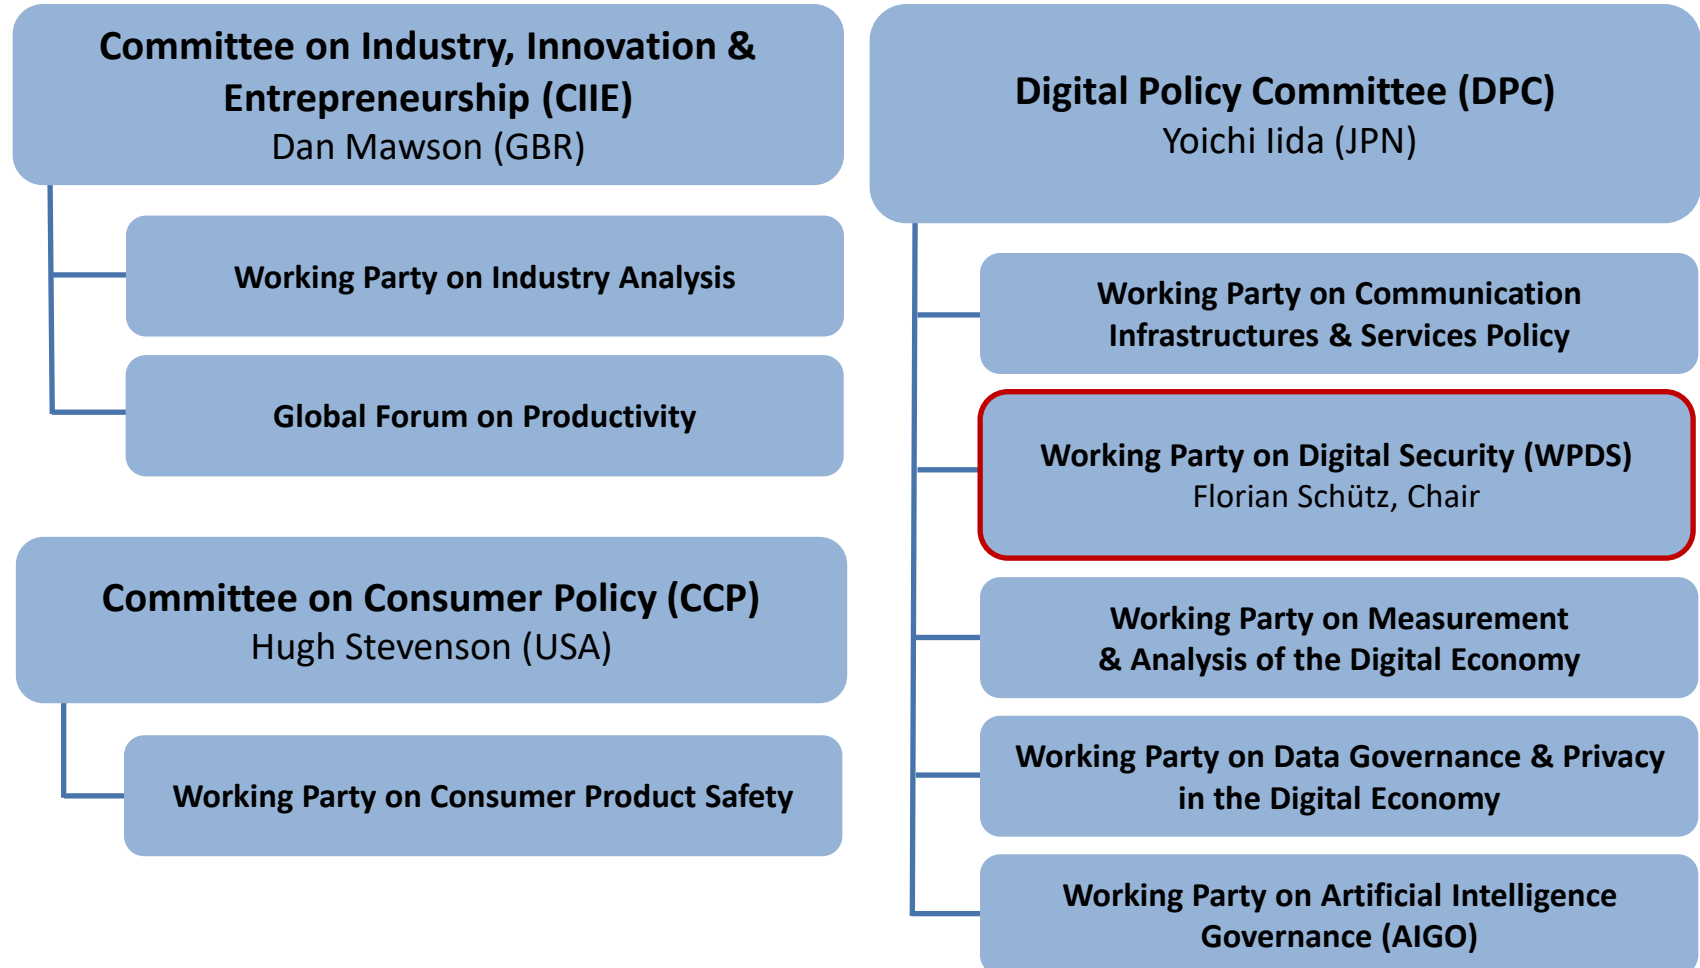 Committee on Industry, Innovation &
Entrepreneurship (CIIE)
Dan Mawson (GBR)
Working Party on Industry Analysis
Global Forum on Productivity
Committee on Consumer Policy (CCP)
Hugh Stevenson (USA)
Working Party on Consumer Product Safety
Digital Policy Committee (DPC)
Yoichi Iida (JPN)
Working Party on Communication
Infrastructures & Services Policy
Working Party on Digital Security (WPDS)
Florian Schütz, Chair
Working Party on Measurement
& Analysis of the Digital Economy
Working Party on Data Governance & Privacy
in the Digital Economy
Working Party on Artificial Intelligence
Governance (AIGO)